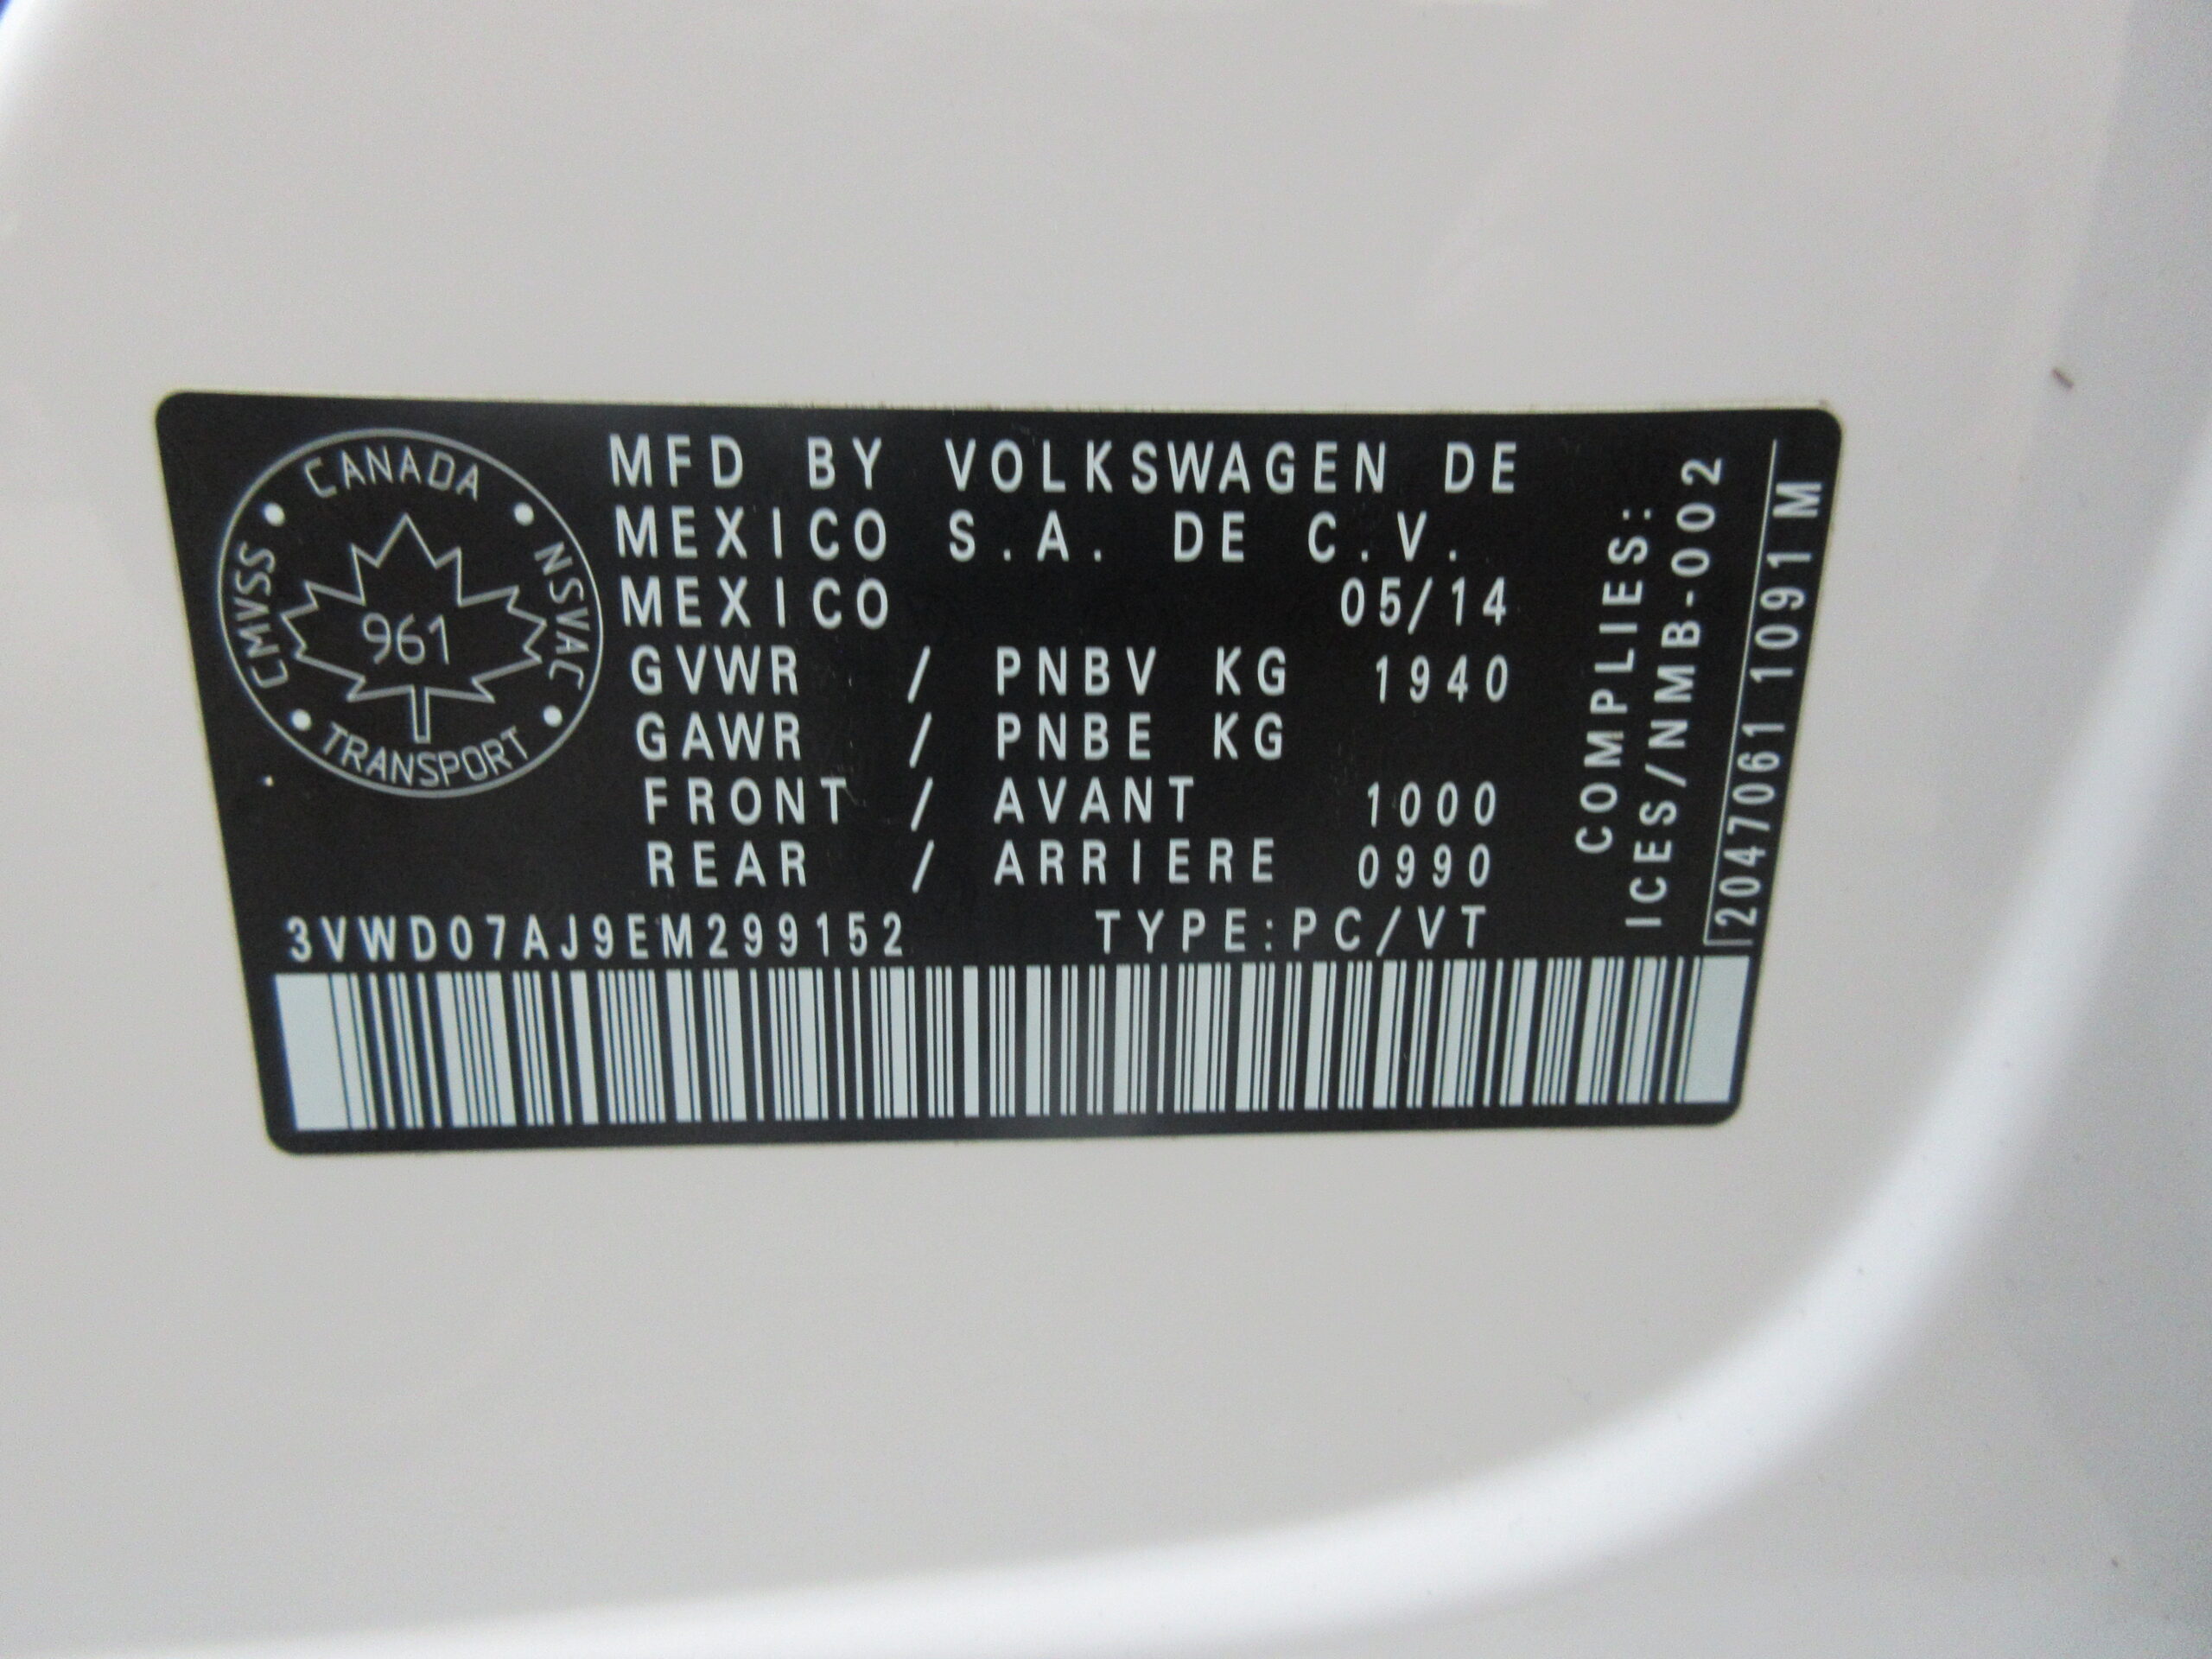 CANADA
CMVSS
NSVAC
961
TRANSPORT
MFD BY VOLKSWAGEN DE
MEXICO S.A. DE C.V.
MEXICO 05/14
GVWR / PNBV KG 1940
GAWR / PNBE KG
FRONT / AVANT 1000
REAR / ARRIERE 0990
3VWD07AJ9EM299152 TYPE:PC/VT
COMPLIES:
ICES/NMB-002
2047061 1091M